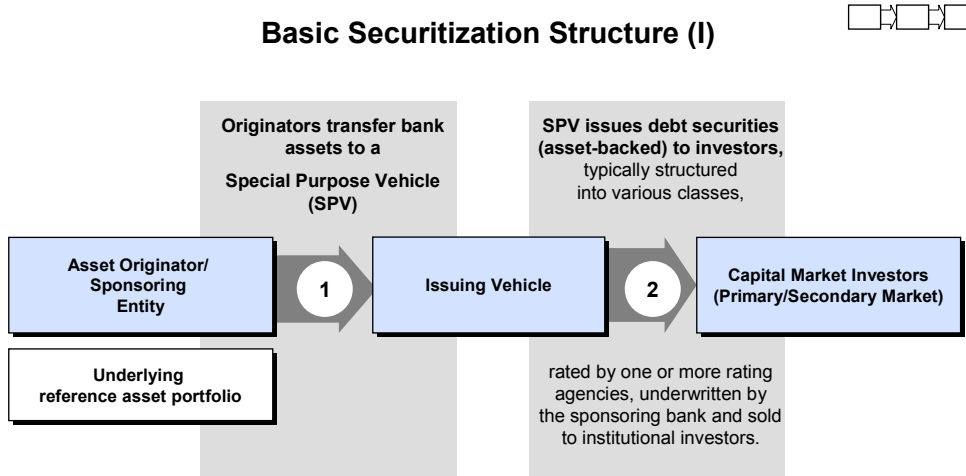 Basic Securitization Structure (I)
Originators transfer bank
assets to a
Special Purpose Vehicle
(SPV)
SPV issues debt securities
(asset-backed) to investors,
typically structured
into various classes,
Asset Originator/
Sponsoring
Entity
1
Issuing Vehicle
2
Capital Market Investors
(Primary/Secondary Market)
Underlying
reference asset portfolio
rated by one or more rating
agencies, underwritten by
the sponsoring bank and sold
to institutional investors.